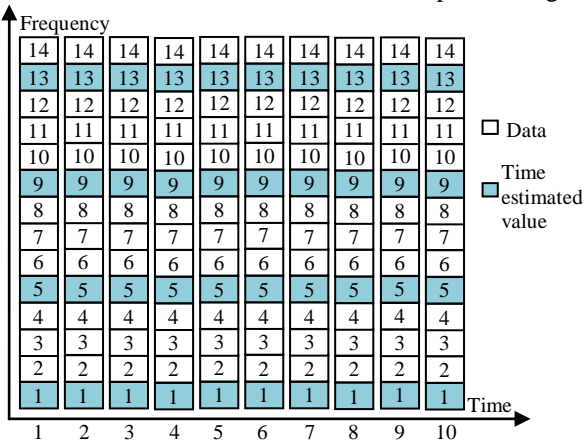 Frequency
14 14 14 14 14 14 14 14 14 14
13 13 13 13 13 13 13 13 13 13
12 12 12 12 12 12 12 12 12 12
11 11 11 11 11 11 11 11 11 11
10 10 10 10 10 10 10 10 10 10
9 9 9 9 9 9 9 9 9 9
8 8 8 8 8 8 8 8 8 8
7 7 7 7 7 7 7 7 7 7
6 6 6 6 6 6 6 6 6 6
5 5 5 5 5 5 5 5 5 5
4 4 4 4 4 4 4 4 4 4
3 3 3 3 3 3 3 3 3 3
2 2 2 2 2 2 2 2 2 2
1 1 1 1 1 1 1 1 1 1
Time
1 2 3 4 5 6 7 8 9 10
Data
Time
estimated
value